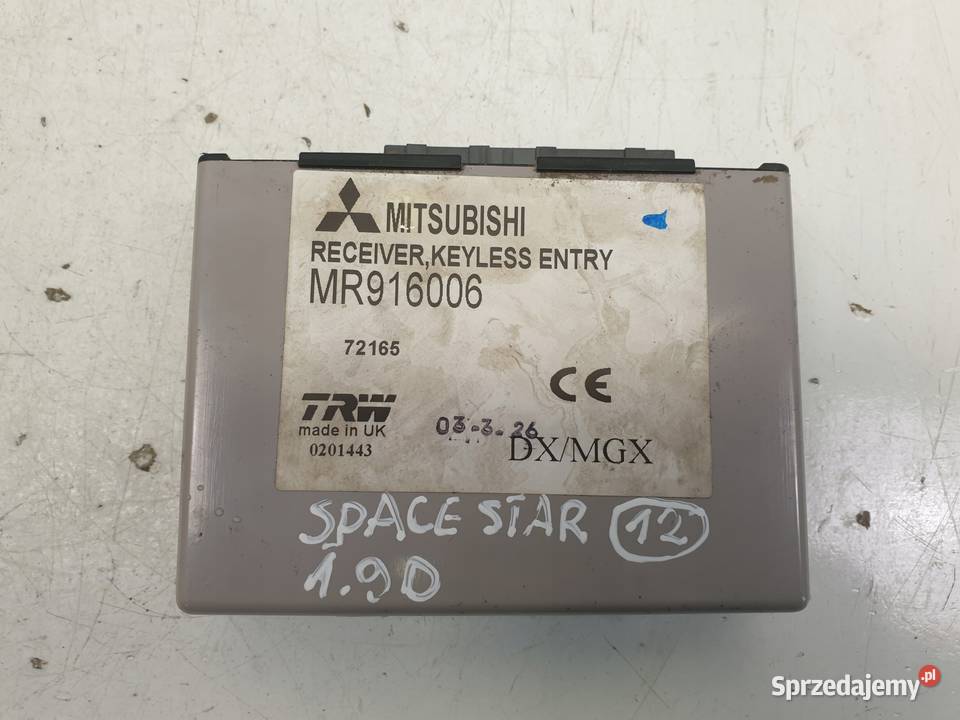 MITSUBISHI
RECEIVER,KEYLESS ENTRY
MR916006
72165
CE
TRW
made in UK
0201443
03-3.26
DX/MGX
SPACE STAR 12
1.9D
Sprzedajemy.pl